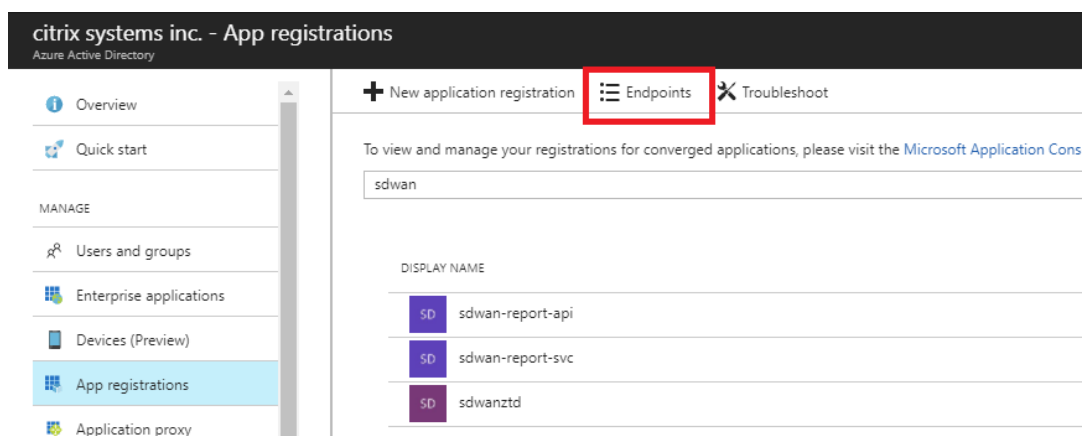 citrix systems inc. - App registrations
Azure Active Directory
Overview
Quick start
MANAGE
Users and groups
Enterprise applications
Devices (Preview)
App registrations
Application proxy
New application registration Endpoints Troubleshoot
To view and manage your registrations for converged applications, please visit the Microsoft Application Cons
sdwan
DISPLAY NAME
SD sdwan-report-api
SD sdwan-report-svc
SD sdwanztd